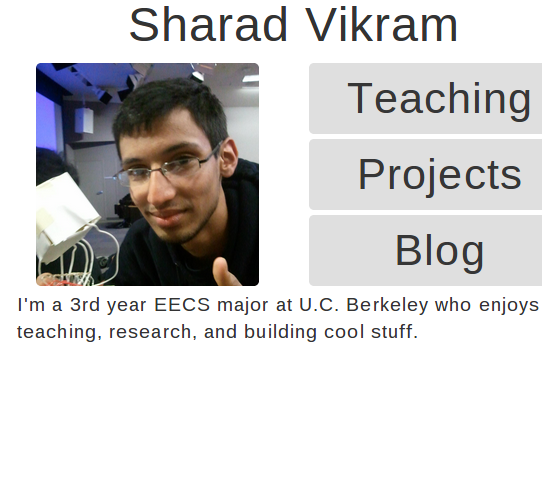 Sharad Vikram
Teaching
Projects
Blog
I'm a 3rd year EECS major at U.C. Berkeley who enjoys
teaching, research, and building cool stuff.